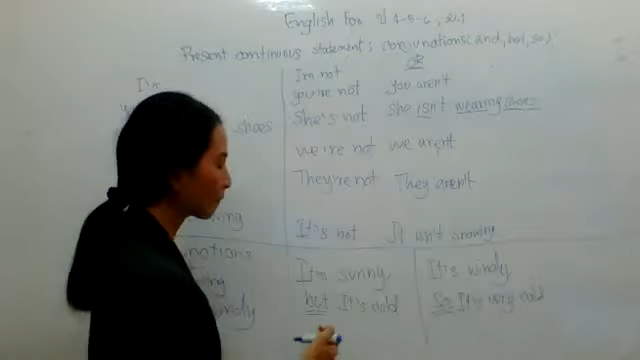 English For
Present continuous statements conjunations (and, but, so)
OR
I'm
I'm not
you're not you aren't
shoes She's not she isn't wearing shoes
we're not we aren't
They're not They aren't
It's not It isn't snowing
It's sunny It's windy
but It's cold So It's very cold